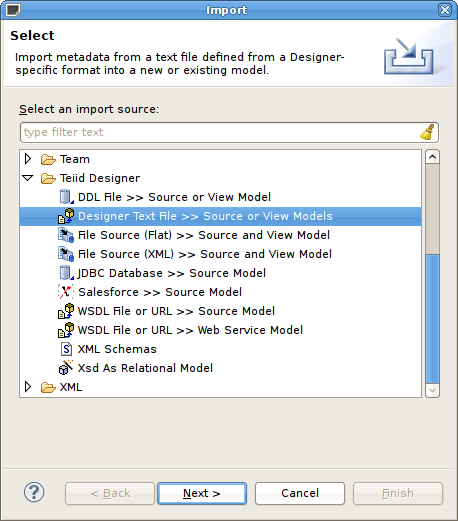 Import
Select
Import metadata from a text file defined from a Designer-
specific format into a new or existing model.
Select an import source:
type filter text
Team
Teiid Designer
DDL File >> Source or View Model
Designer Text File >> Source or View Models
File Source (Flat) >> Source and View Model
File Source (XML) >> Source and View Model
JDBC Database >> Source Model
Salesforce >> Source Model
WSDL File or URL >> Source Model
WSDL File or URL >> Web Service Model
XML Schemas
Xsd As Relational Model
XML
< Back Next > Cancel Finish